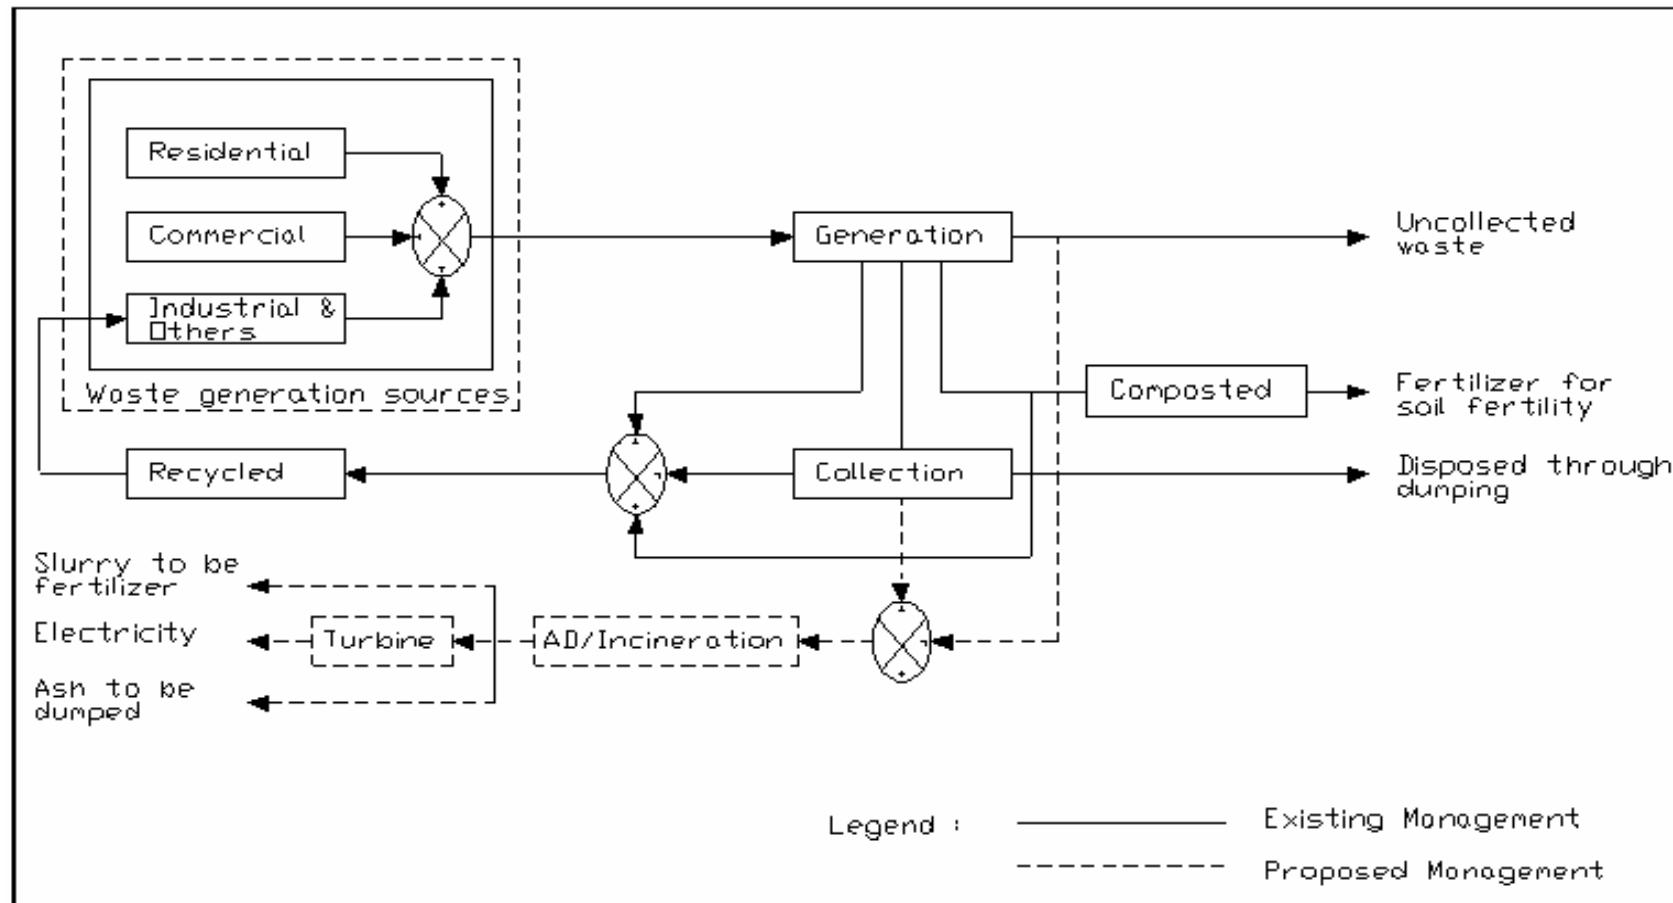 Residential
Commercial
Industrial &
Others
Waste generation sources
Generation
Uncollected
waste
Composted
Fertilizer for
soil fertility
Recycled
Collection
Disposed through
dumping
Slurry to be
fertilizer
Electricity
Turbine
AD/Incineration
Ash to be
dumped
Legend :
Existing Management
Proposed Management